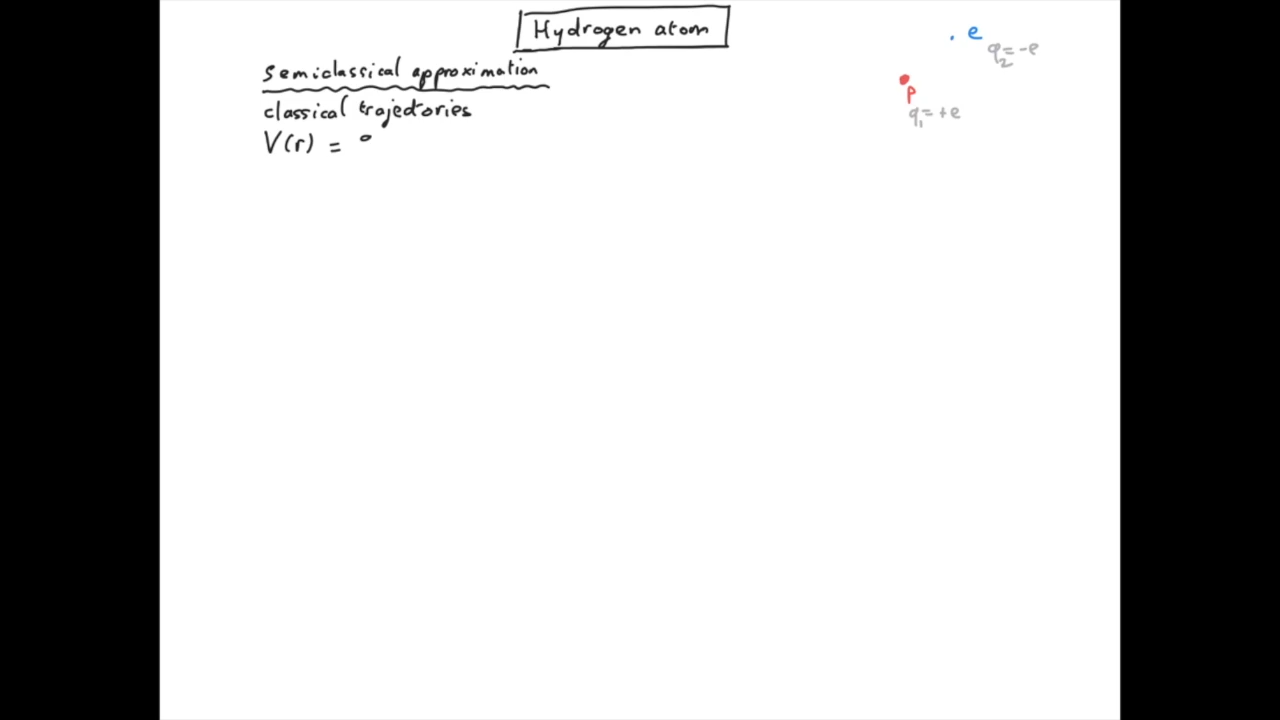 Hydrogen atom
. e
q₂ = -e
semiclassical approximation
p
q₁ = +e
classical trajectories
V(r) =